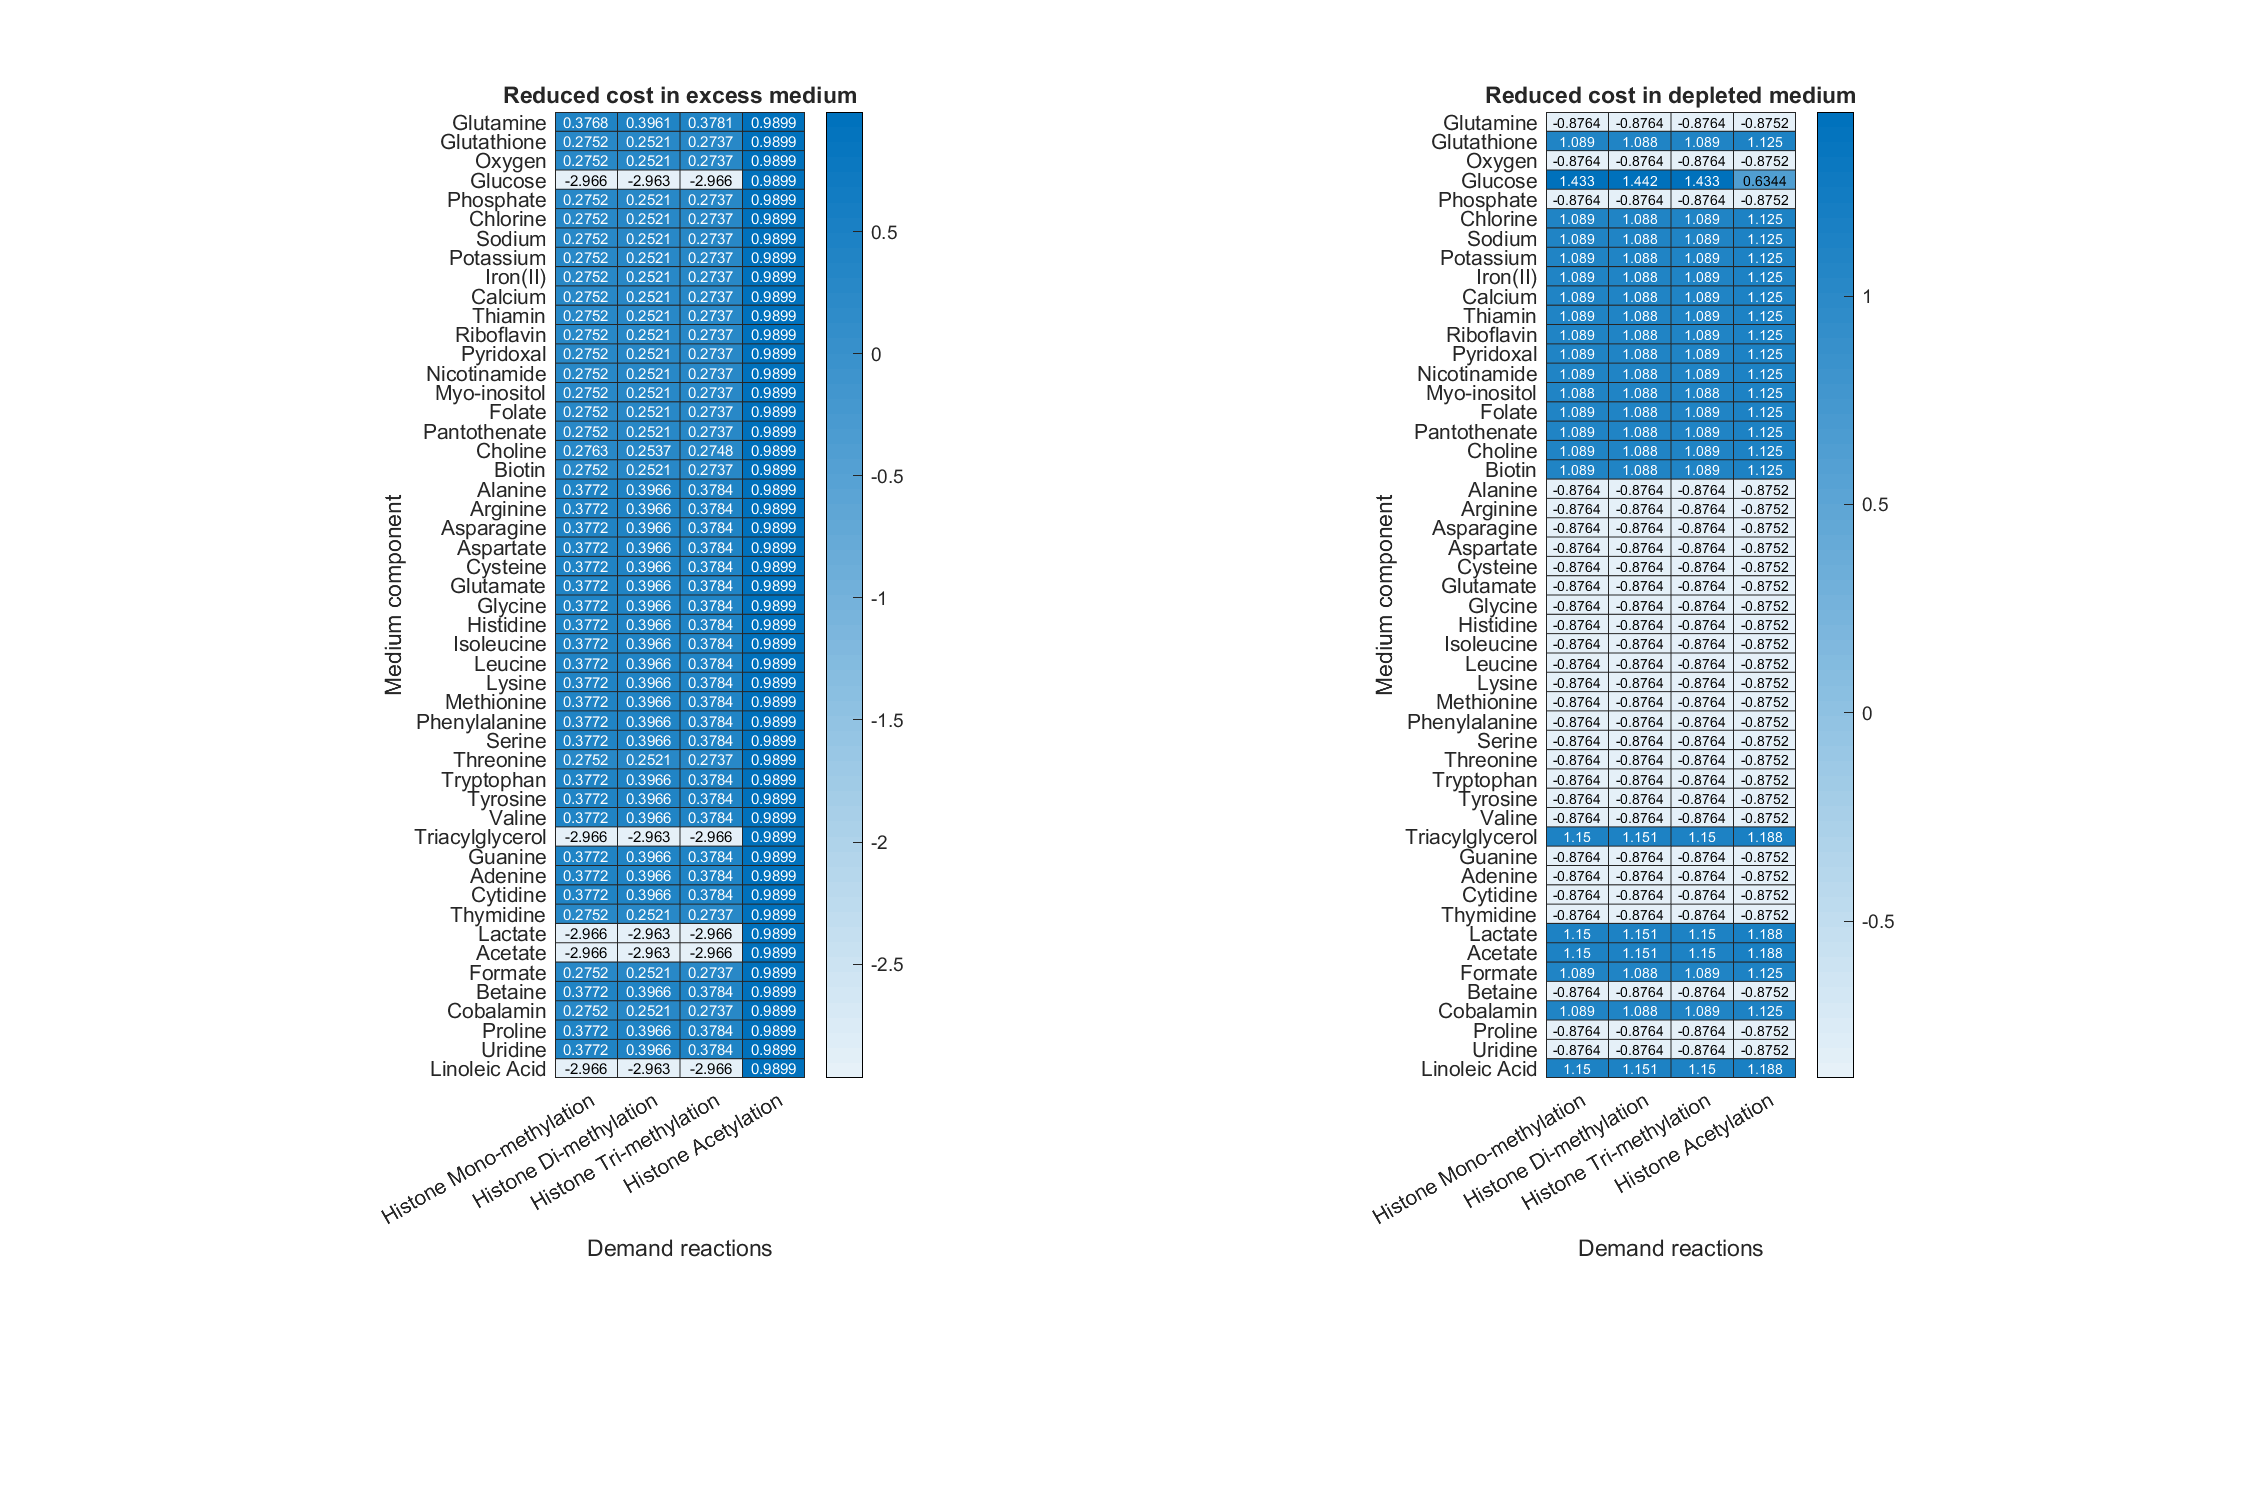 Reduced cost in excess medium
Medium component
Glutamine 0.3768 0.3961 0.3781 0.9899
Glutathione 0.2752 0.2521 0.2737 0.9899
Oxygen 0.2752 0.2521 0.2737 0.9899
Glucose -2.966 -2.963 -2.966 0.9899
Phosphate 0.2752 0.2521 0.2737 0.9899
Chlorine 0.2752 0.2521 0.2737 0.9899
Sodium 0.2752 0.2521 0.2737 0.9899
Potassium 0.2752 0.2521 0.2737 0.9899
Iron(II) 0.2752 0.2521 0.2737 0.9899
Calcium 0.2752 0.2521 0.2737 0.9899
Thiamin 0.2752 0.2521 0.2737 0.9899
Riboflavin 0.2752 0.2521 0.2737 0.9899
Pyridoxal 0.2752 0.2521 0.2737 0.9899
Nicotinamide 0.2752 0.2521 0.2737 0.9899
Myo-inositol 0.2752 0.2521 0.2737 0.9899
Folate 0.2752 0.2521 0.2737 0.9899
Pantothenate 0.2752 0.2521 0.2737 0.9899
Choline 0.2763 0.2537 0.2748 0.9899
Biotin 0.2752 0.2521 0.2737 0.9899
Alanine 0.3772 0.3966 0.3784 0.9899
Arginine 0.3772 0.3966 0.3784 0.9899
Asparagine 0.3772 0.3966 0.3784 0.9899
Aspartate 0.3772 0.3966 0.3784 0.9899
Cysteine 0.3772 0.3966 0.3784 0.9899
Glutamate 0.3772 0.3966 0.3784 0.9899
Glycine 0.3772 0.3966 0.3784 0.9899
Histidine 0.3772 0.3966 0.3784 0.9899
Isoleucine 0.3772 0.3966 0.3784 0.9899
Leucine 0.3772 0.3966 0.3784 0.9899
Lysine 0.3772 0.3966 0.3784 0.9899
Methionine 0.3772 0.3966 0.3784 0.9899
Phenylalanine 0.3772 0.3966 0.3784 0.9899
Serine 0.3772 0.3966 0.3784 0.9899
Threonine 0.2752 0.2521 0.2737 0.9899
Tryptophan 0.3772 0.3966 0.3784 0.9899
Tyrosine 0.3772 0.3966 0.3784 0.9899
Valine 0.3772 0.3966 0.3784 0.9899
Triacylglycerol -2.966 -2.963 -2.966 0.9899
Guanine 0.3772 0.3966 0.3784 0.9899
Adenine 0.3772 0.3966 0.3784 0.9899
Cytidine 0.3772 0.3966 0.3784 0.9899
Thymidine 0.2752 0.2521 0.2737 0.9899
Lactate -2.966 -2.963 -2.966 0.9899
Acetate -2.966 -2.963 -2.966 0.9899
Formate 0.2752 0.2521 0.2737 0.9899
Betaine 0.3772 0.3966 0.3784 0.9899
Cobalamin 0.2752 0.2521 0.2737 0.9899
Proline 0.3772 0.3966 0.3784 0.9899
Uridine 0.3772 0.3966 0.3784 0.9899
Linoleic Acid -2.966 -2.963 -2.966 0.9899
0.5
0
-0.5
-1
-1.5
-2
-2.5
Histone Mono-methylation
Histone Di-methylation
Histone Tri-methylation
Histone Acetylation
Demand reactions
Reduced cost in depleted medium
Medium component
Glutamine -0.8764 -0.8764 -0.8764 -0.8752
Glutathione 1.089 1.088 1.089 1.125
Oxygen -0.8764 -0.8764 -0.8764 -0.8752
Glucose 1.433 1.442 1.433 0.6344
Phosphate -0.8764 -0.8764 -0.8764 -0.8752
Chlorine 1.089 1.088 1.089 1.125
Sodium 1.089 1.088 1.089 1.125
Potassium 1.089 1.088 1.089 1.125
Iron(II) 1.089 1.088 1.089 1.125
Calcium 1.089 1.088 1.089 1.125
Thiamin 1.089 1.088 1.089 1.125
Riboflavin 1.089 1.088 1.089 1.125
Pyridoxal 1.089 1.088 1.089 1.125
Nicotinamide 1.089 1.088 1.089 1.125
Myo-inositol 1.088 1.088 1.088 1.125
Folate 1.089 1.088 1.089 1.125
Pantothenate 1.089 1.088 1.089 1.125
Choline 1.089 1.088 1.089 1.125
Biotin 1.089 1.088 1.089 1.125
Alanine -0.8764 -0.8764 -0.8764 -0.8752
Arginine -0.8764 -0.8764 -0.8764 -0.8752
Asparagine -0.8764 -0.8764 -0.8764 -0.8752
Aspartate -0.8764 -0.8764 -0.8764 -0.8752
Cysteine -0.8764 -0.8764 -0.8764 -0.8752
Glutamate -0.8764 -0.8764 -0.8764 -0.8752
Glycine -0.8764 -0.8764 -0.8764 -0.8752
Histidine -0.8764 -0.8764 -0.8764 -0.8752
Isoleucine -0.8764 -0.8764 -0.8764 -0.8752
Leucine -0.8764 -0.8764 -0.8764 -0.8752
Lysine -0.8764 -0.8764 -0.8764 -0.8752
Methionine -0.8764 -0.8764 -0.8764 -0.8752
Phenylalanine -0.8764 -0.8764 -0.8764 -0.8752
Serine -0.8764 -0.8764 -0.8764 -0.8752
Threonine -0.8764 -0.8764 -0.8764 -0.8752
Tryptophan -0.8764 -0.8764 -0.8764 -0.8752
Tyrosine -0.8764 -0.8764 -0.8764 -0.8752
Valine -0.8764 -0.8764 -0.8764 -0.8752
Triacylglycerol 1.15 1.151 1.15 1.188
Guanine -0.8764 -0.8764 -0.8764 -0.8752
Adenine -0.8764 -0.8764 -0.8764 -0.8752
Cytidine -0.8764 -0.8764 -0.8764 -0.8752
Thymidine -0.8764 -0.8764 -0.8764 -0.8752
Lactate 1.15 1.151 1.15 1.188
Acetate 1.15 1.151 1.15 1.188
Formate 1.089 1.088 1.089 1.125
Betaine -0.8764 -0.8764 -0.8764 -0.8752
Cobalamin 1.089 1.088 1.089 1.125
Proline -0.8764 -0.8764 -0.8764 -0.8752
Uridine -0.8764 -0.8764 -0.8764 -0.8752
Linoleic Acid 1.15 1.151 1.15 1.188
1
0.5
0
-0.5
Histone Mono-methylation
Histone Di-methylation
Histone Tri-methylation
Histone Acetylation
Demand reactions